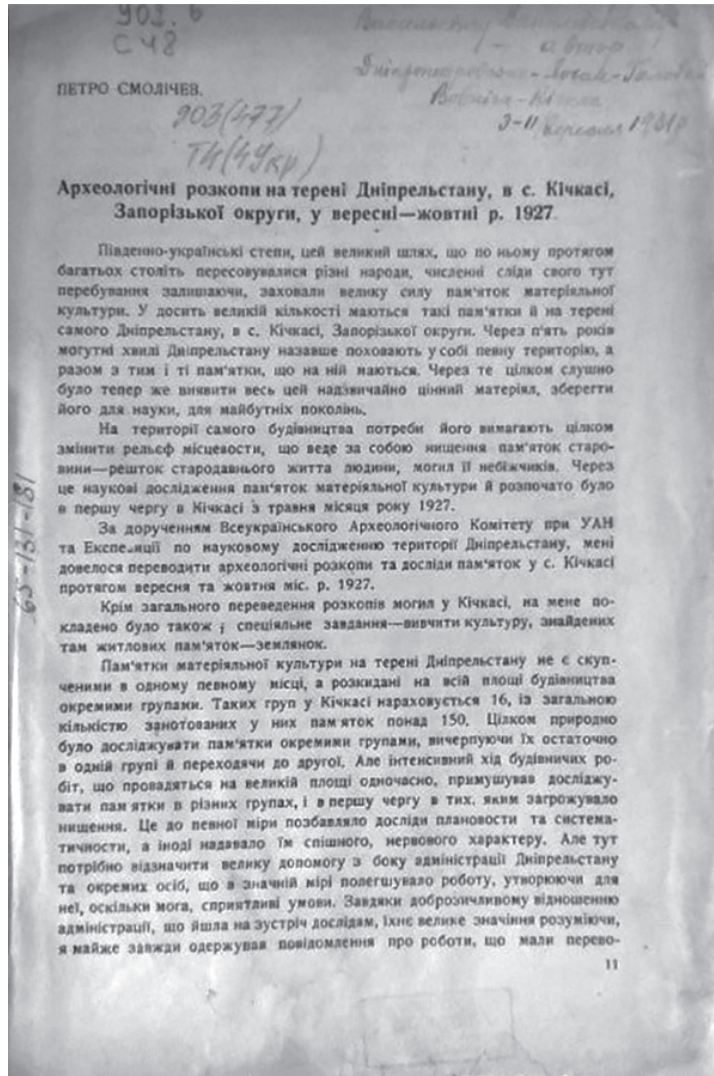 903. 6
С 48
ПЕТРО СМОЛІЧЕВ.
903(477)
Т4(49кр)
Археологічні розкопи на терені Дніпрельстану, в с. Кічкасі,
Запорізької округи, у вересні—жовтні р. 1927
Південно-українські степи, цей великий шлях, що по ньому протягом
багатьох століть пересовувалися різні народи, численні сліди свого тут
перебування залишаючи, заховали велику силу пам'яток матеріяльної
культури. У досить великій кількості маються такі пам'ятки й на терені
самого Дніпрельстану, в с. Кічкасі, Запорізької округи. Через п'ять років
могутні хвилі Дніпрельстану назавше поховають у собі певну територію, а
разом з тим і ті пам'ятки, що на ній маються. Через те цілком слушно
було тепер же виявити весь цей надзвичайно цінний матеріял, зберегти
його для науки, для майбутніх поколінь.
На території самого будівництва потреби його вимагають цілком
змінити рельєф місцевости, що веде за собою нищення пам'яток старо-
вини—решток стародавнього життя людини, могил її небіжчиків. Через
це наукові дослідження пам'яток матеріяльної культури й розпочато було
в першу чергу в Кічкасі з травня місяця року 1927.
За дорученням Всеукраїнського Археологічного Комітету при УАН
та Експедиції по науковому дослідженню території Дніпрельстану, мені
довелося переводити археологічні розкопи та досліди пам'яток у с. Кічкасі
протягом вересня та жовтня міс. р. 1927.
Крім загального переведення розкопів могил у Кічкасі, на мене по-
кладено було також і спеціяльне завдання—вивчити культуру, знайдених
там житлових пам'яток—землянок.
Пам'ятки матеріяльної культури на терені Дніпрельстану не є скуп-
ченими в одному певному місці, а розкидані на всій площі будівництва
окремими групами. Таких груп у Кічкасі нараховується 16, із загальною
кількістю занотованих у них пам'яток понад 150. Цілком природно
було досліджувати пам'ятки окремими групами, вичерпуючи їх остаточно
в одній групі й переходячи до другої. Але інтенсивний хід будівничих ро-
біт, що провадяться на великій площі одночасно, примушував досліджу-
вати пам'ятки в різних групах, і в першу чергу в тих, яким загрожувало
нищення. Це до певної міри позбавляло досліди плановости та система-
тичности, а іноді надавало їм спішного, нервового характеру. Але тут
потрібно відзначити велику допомогу з боку адміністрації Дніпрельстану
та окремих осіб, що в значній мірі полегшувало роботу, утворюючи для
неї, оскільки мога, сприятливі умови. Завдяки доброзичливому відношенню
адміністрації, що йшла на зустріч дослідам, їхнє велике значіння розуміючи,
я майже завжди одержував повідомлення про роботи, що мали перево-
11
65-131-181